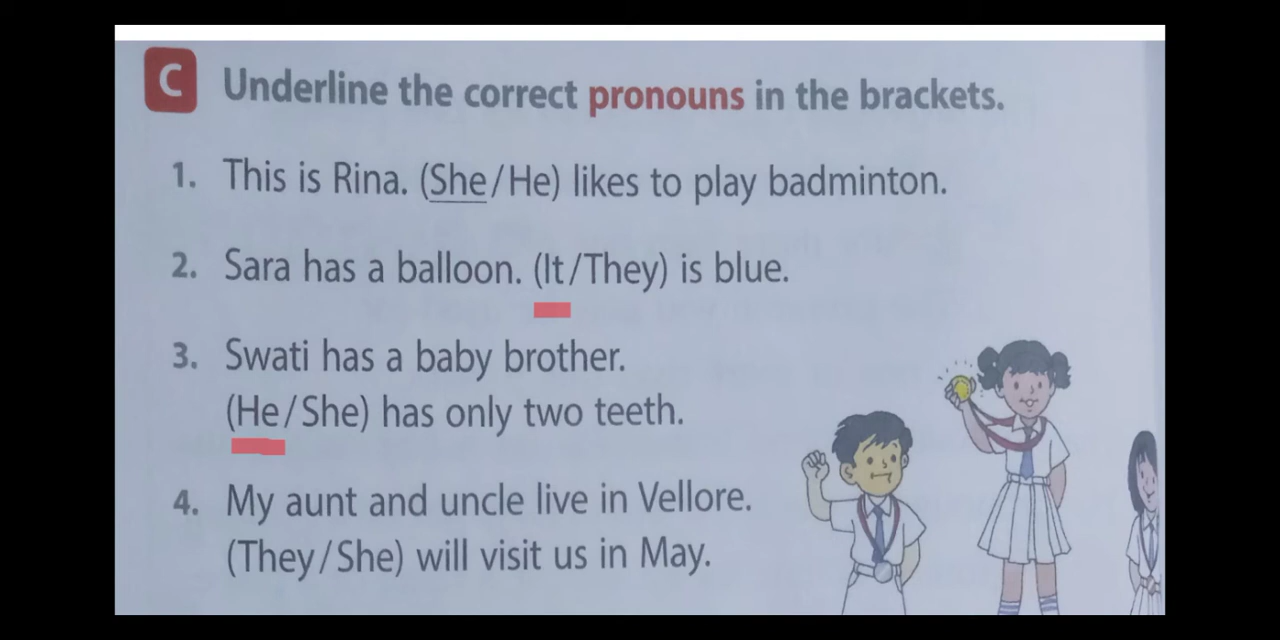 C Underline the correct pronouns in the brackets.
1. This is Rina. (She/He) likes to play badminton.
2. Sara has a balloon. (It/They) is blue.
3. Swati has a baby brother.
(He/She) has only two teeth.
4. My aunt and uncle live in Vellore.
(They/She) will visit us in May.